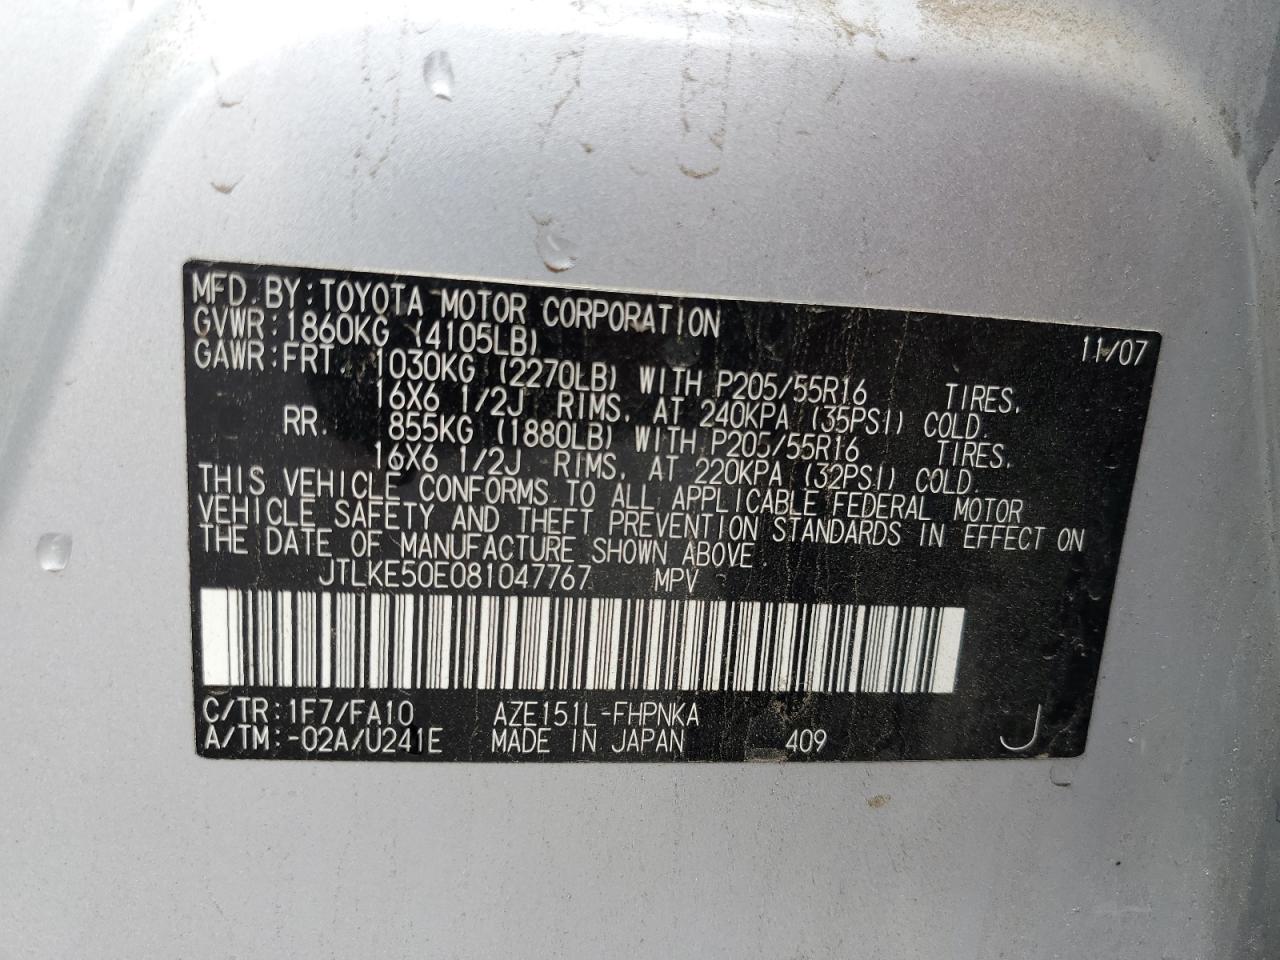 MFD. BY: TOYOTA MOTOR CORPORATION 11/07
GVWR: 1860KG (4105LB)
GAWR: FRT. 1030KG (2270LB) WITH P205/55R16 TIRES,
16X6 1/2J RIMS, AT 240KPA (35PSI) COLD.
RR. 855KG (1880LB) WITH P205/55R16 TIRES,
16X6 1/2J RIMS, AT 220KPA (32PSI) COLD.
THIS VEHICLE CONFORMS TO ALL APPLICABLE FEDERAL MOTOR
VEHICLE SAFETY AND THEFT PREVENTION STANDARDS IN EFFECT ON
THE DATE OF MANUFACTURE SHOWN ABOVE.
JTLKE50E081047767 MPV
C/TR: 1F7/FA10 AZE151L-FHPNKA
A/TM: -02A/U241E MADE IN JAPAN 409 J